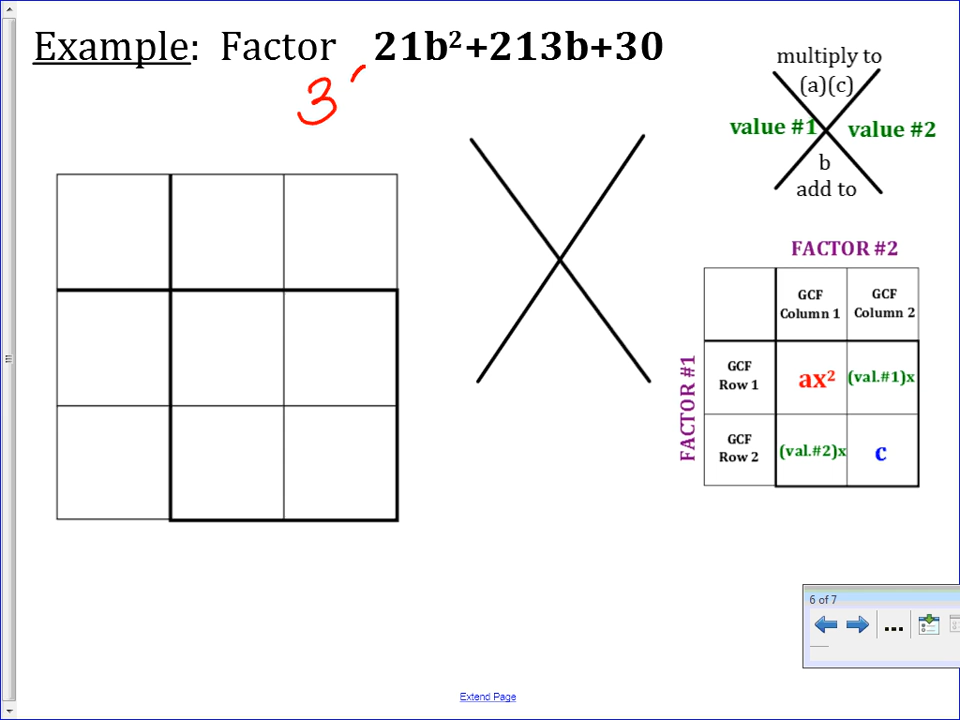 Example: Factor 21b²+213b+30
3
multiply to
(a)(c)
value #1 value #2
b
add to
FACTOR #2
GCF Column 1
GCF Column 2
FACTOR #1
GCF Row 1
ax²
(val.#1)x
GCF Row 2
(val.#2)x
c
6 of 7
...
Extend Page